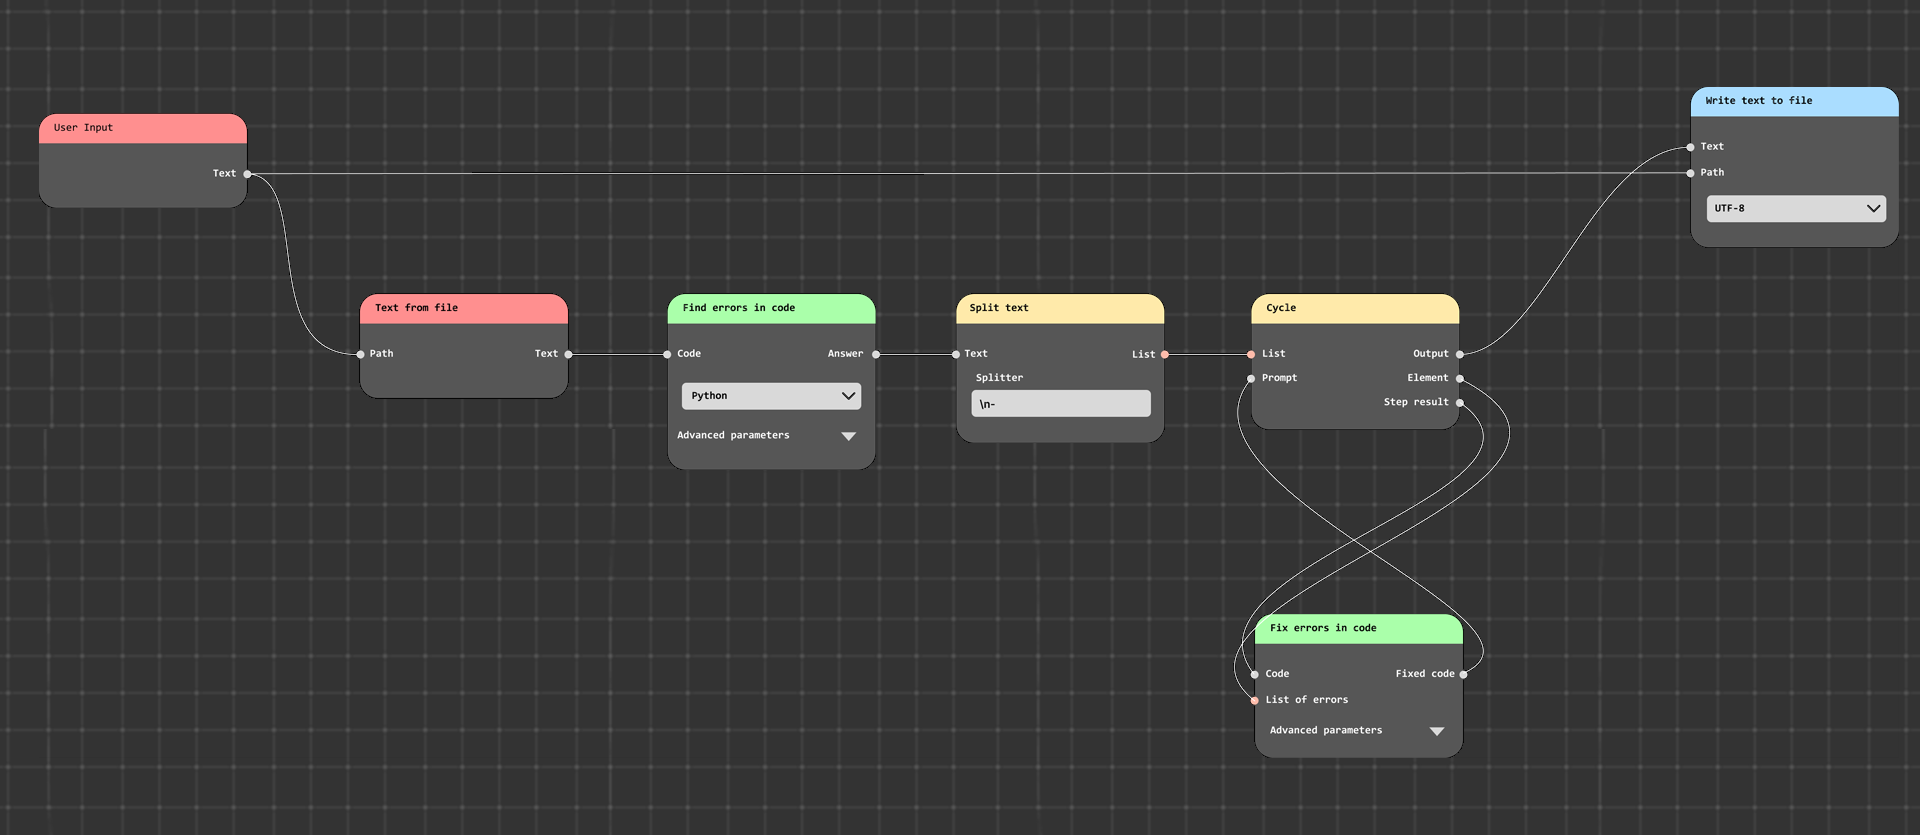 User Input
Text
Text from file
Path
Text
Find errors in code
Code
Answer
Python
Advanced parameters
Split text
Text
List
Splitter
\n-
Cycle
List
Output
Prompt
Element
Step result
Fix errors in code
Code
Fixed code
List of errors
Advanced parameters
Write text to file
Text
Path
UTF-8